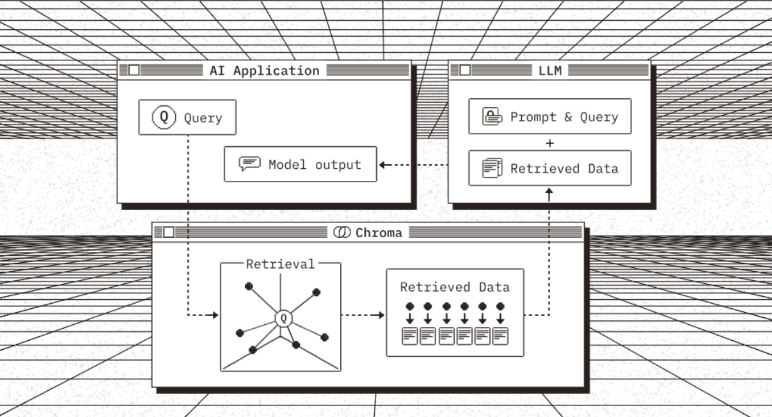 AI Application
Q Query
Model output
LLM
Prompt & Query
+
Retrieved Data
Chroma
Retrieval
Q
Retrieved Data